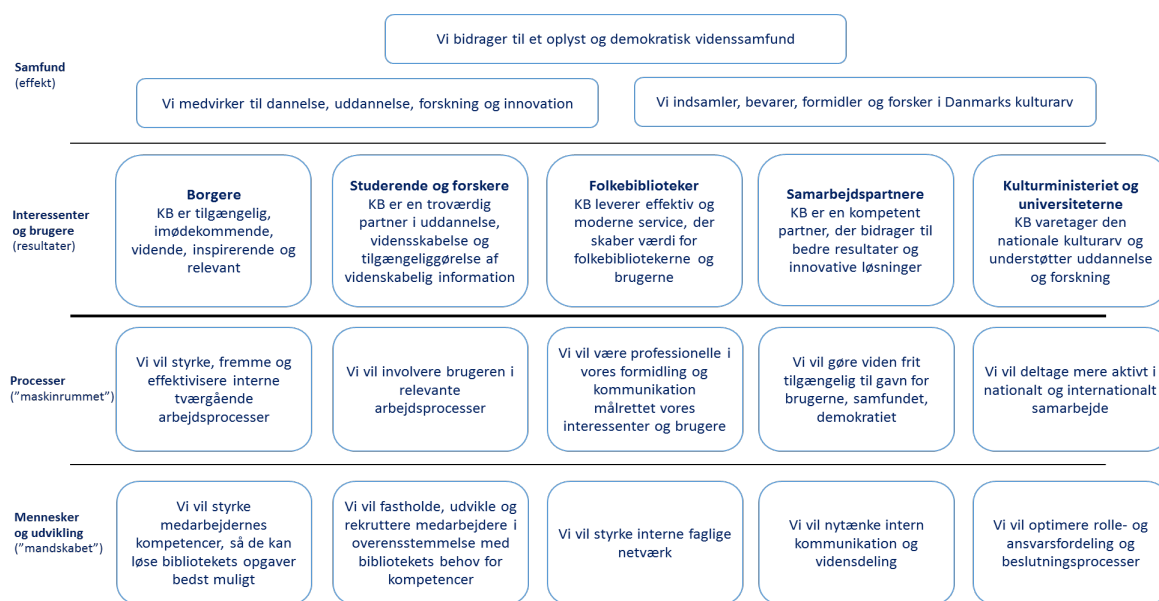 Samfund
(effekt)
Vi bidrager til et oplyst og demokratisk videnssamfund
Vi medvirker til dannelse, uddannelse, forskning og innovation
Vi indsamler, bevarer, formidler og forsker i Danmarks kulturarv
Interessenter
og brugere
(resultater)
Borgere
KB er tilgængelig,
imødekommende,
vidende, inspirerende og
relevant
Studerende og forskere
KB er en troværdig
partner i uddannelse,
vidensskabelse og
tilgængeliggørelse af
videnskabelig information
Folkebiblioteker
KB leverer effektiv og
moderne service, der
skaber værdi for
folkebibliotekerne og
brugerne
Samarbejdspartnere
KB er en kompetent
partner, der bidrager til
bedre resultater og
innovative løsninger
Kulturministeriet og
universiteterne
KB varetager den
nationale kulturarv og
understøtter uddannelse
og forskning
Processer
("maskinrummet")
Vi vil styrke, fremme og
effektivisere interne
tværgående
arbejdsprocesser
Vi vil involvere brugeren i
relevante
arbejdsprocesser
Vi vil være professionelle i
vores formidling og
kommunikation
målrettet vores
interessenter og brugere
Vi vil gøre viden frit
tilgængelig til gavn for
brugerne, samfundet,
demokratiet
Vi vil deltage mere aktivt i
nationalt og internationalt
samarbejde
Mennesker
og udvikling
("mandskabet")
Vi vil styrke
medarbejdernes
kompetencer, så de kan
løse bibliotekets opgaver
bedst muligt
Vi vil fastholde, udvikle og
rekruttere medarbejdere i
overensstemmelse med
bibliotekets behov for
kompetencer
Vi vil styrke interne faglige
netværk
Vi vil nytænke intern
kommunikation og
vidensdeling
Vi vil optimere rolle- og
ansvarsfordeling og
beslutningsprocesser